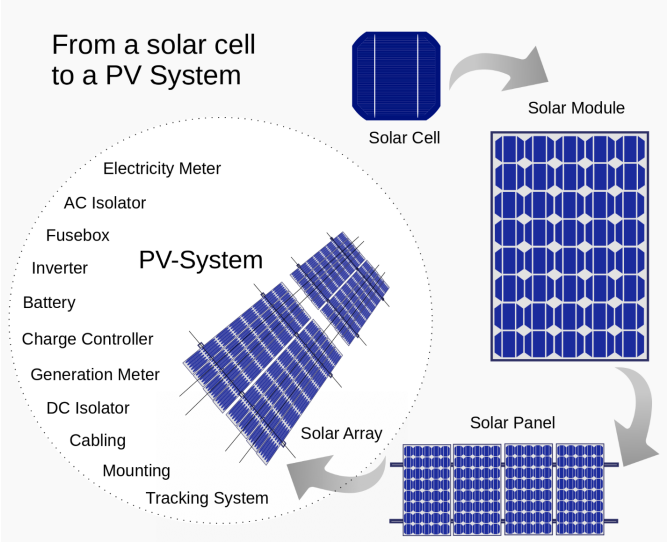 From a solar cell
to a PV System
Solar Cell
Solar Module
Electricity Meter
AC Isolator
Fusebox
Inverter
PV-System
Battery
Charge Controller
Generation Meter
DC Isolator
Cabling
Mounting
Tracking System
Solar Array
Solar Panel